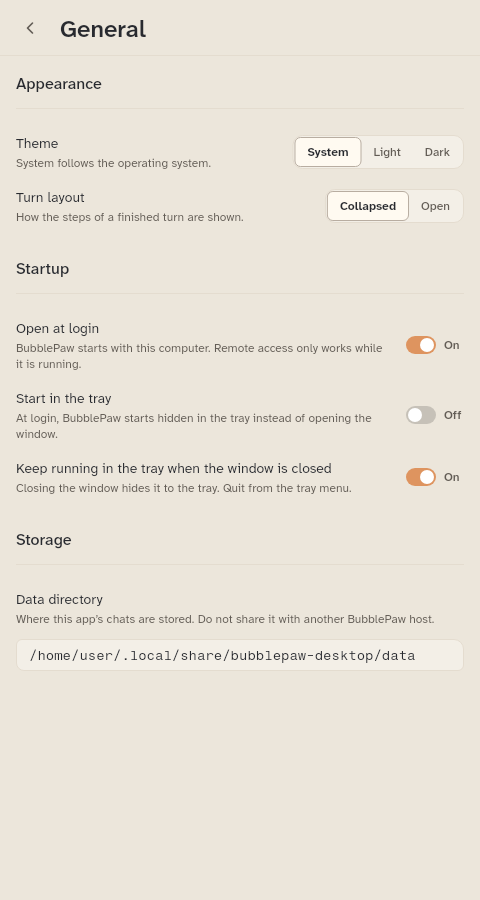 General
Appearance
Theme
System follows the operating system.
System Light Dark
Turn layout
How the steps of a finished turn are shown.
Collapsed Open
Startup
Open at login
BubblePaw starts with this computer. Remote access only works while
it is running.
On
Start in the tray
At login, BubblePaw starts hidden in the tray instead of opening the
window.
Off
Keep running in the tray when the window is closed
Closing the window hides it to the tray. Quit from the tray menu.
On
Storage
Data directory
Where this app's chats are stored. Do not share it with another BubblePaw host.
/home/user/.local/share/bubblepaw-desktop/data